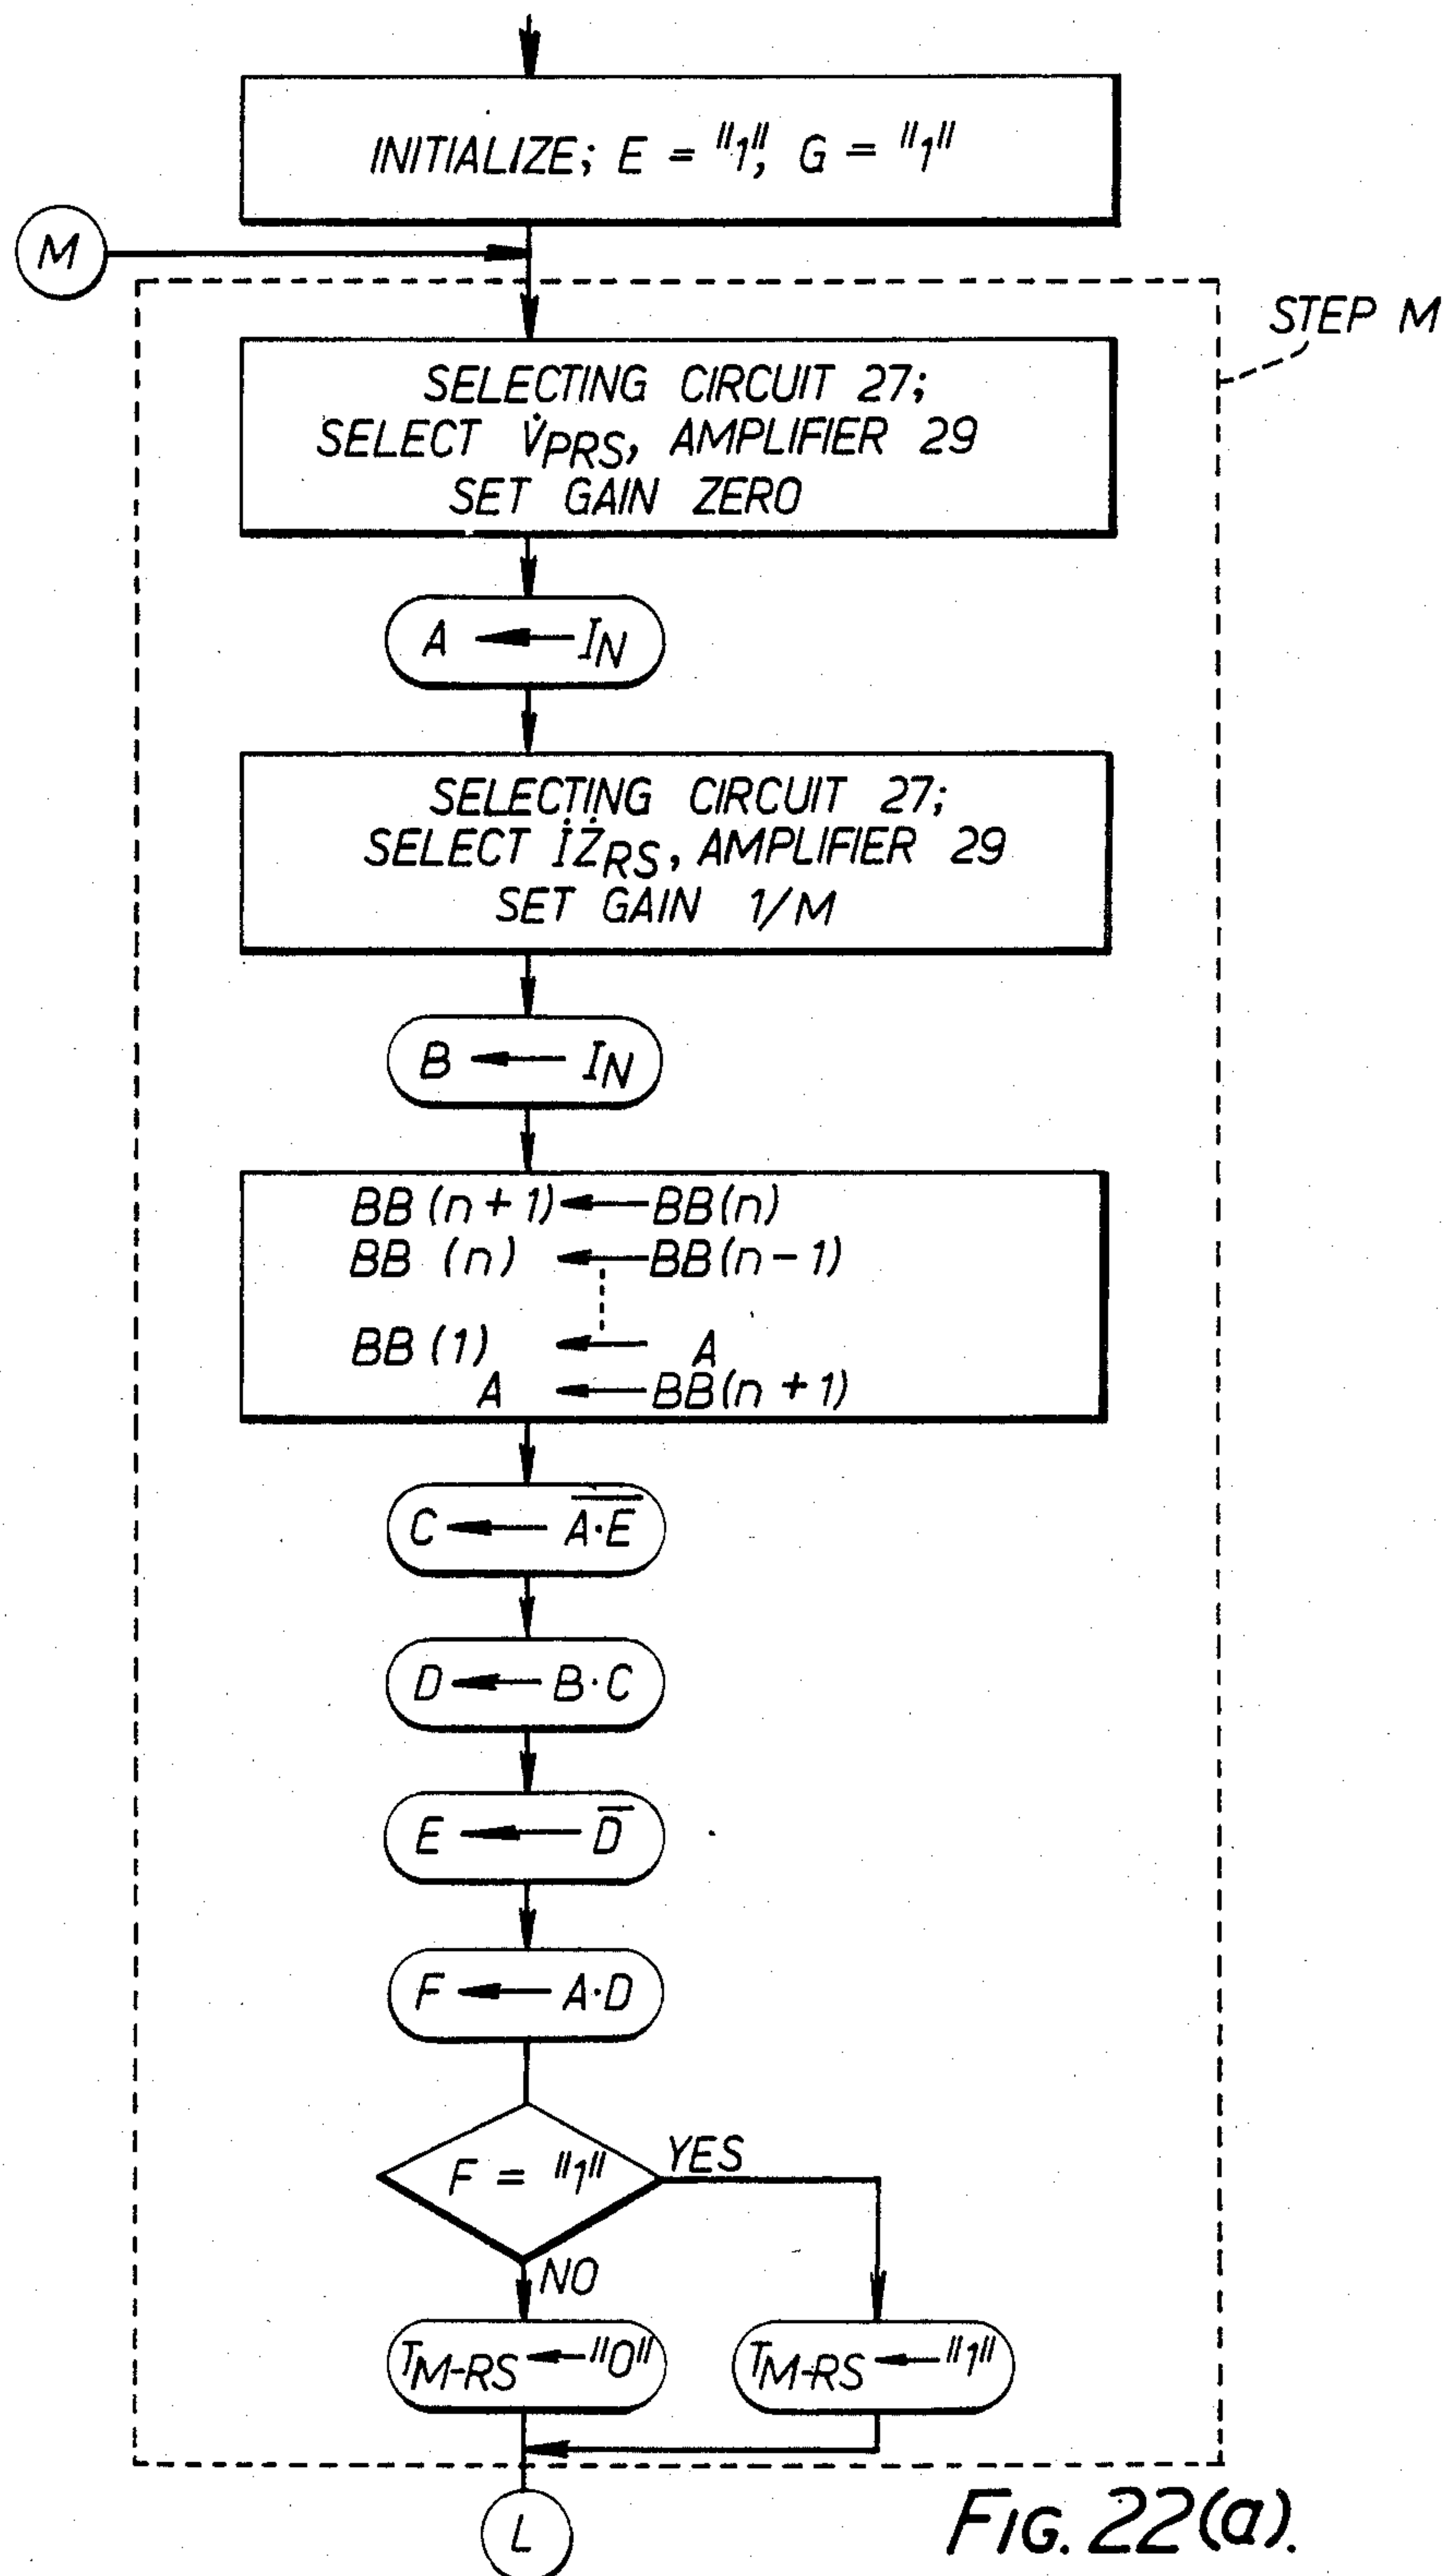 INITIALIZE; E = "1", G = "1"
M
STEP M
SELECTING CIRCUIT 27;
SELECT V̇PRS, AMPLIFIER 29
SET GAIN ZERO
A ← IN
SELECTING CIRCUIT 27;
SELECT İŻRS, AMPLIFIER 29
SET GAIN 1/M
B ← IN
BB (n + 1) ← BB(n)
BB (n) ← BB(n - 1)
BB (1) ← A
A ← BB(n + 1)
C ← A̅·̅E̅
D ← B·C
E ← D̅
F ← A·D
F = "1"
YES
NO
TM-RS ← "0"
TM-RS ← "1"
L
FIG. 22(a).